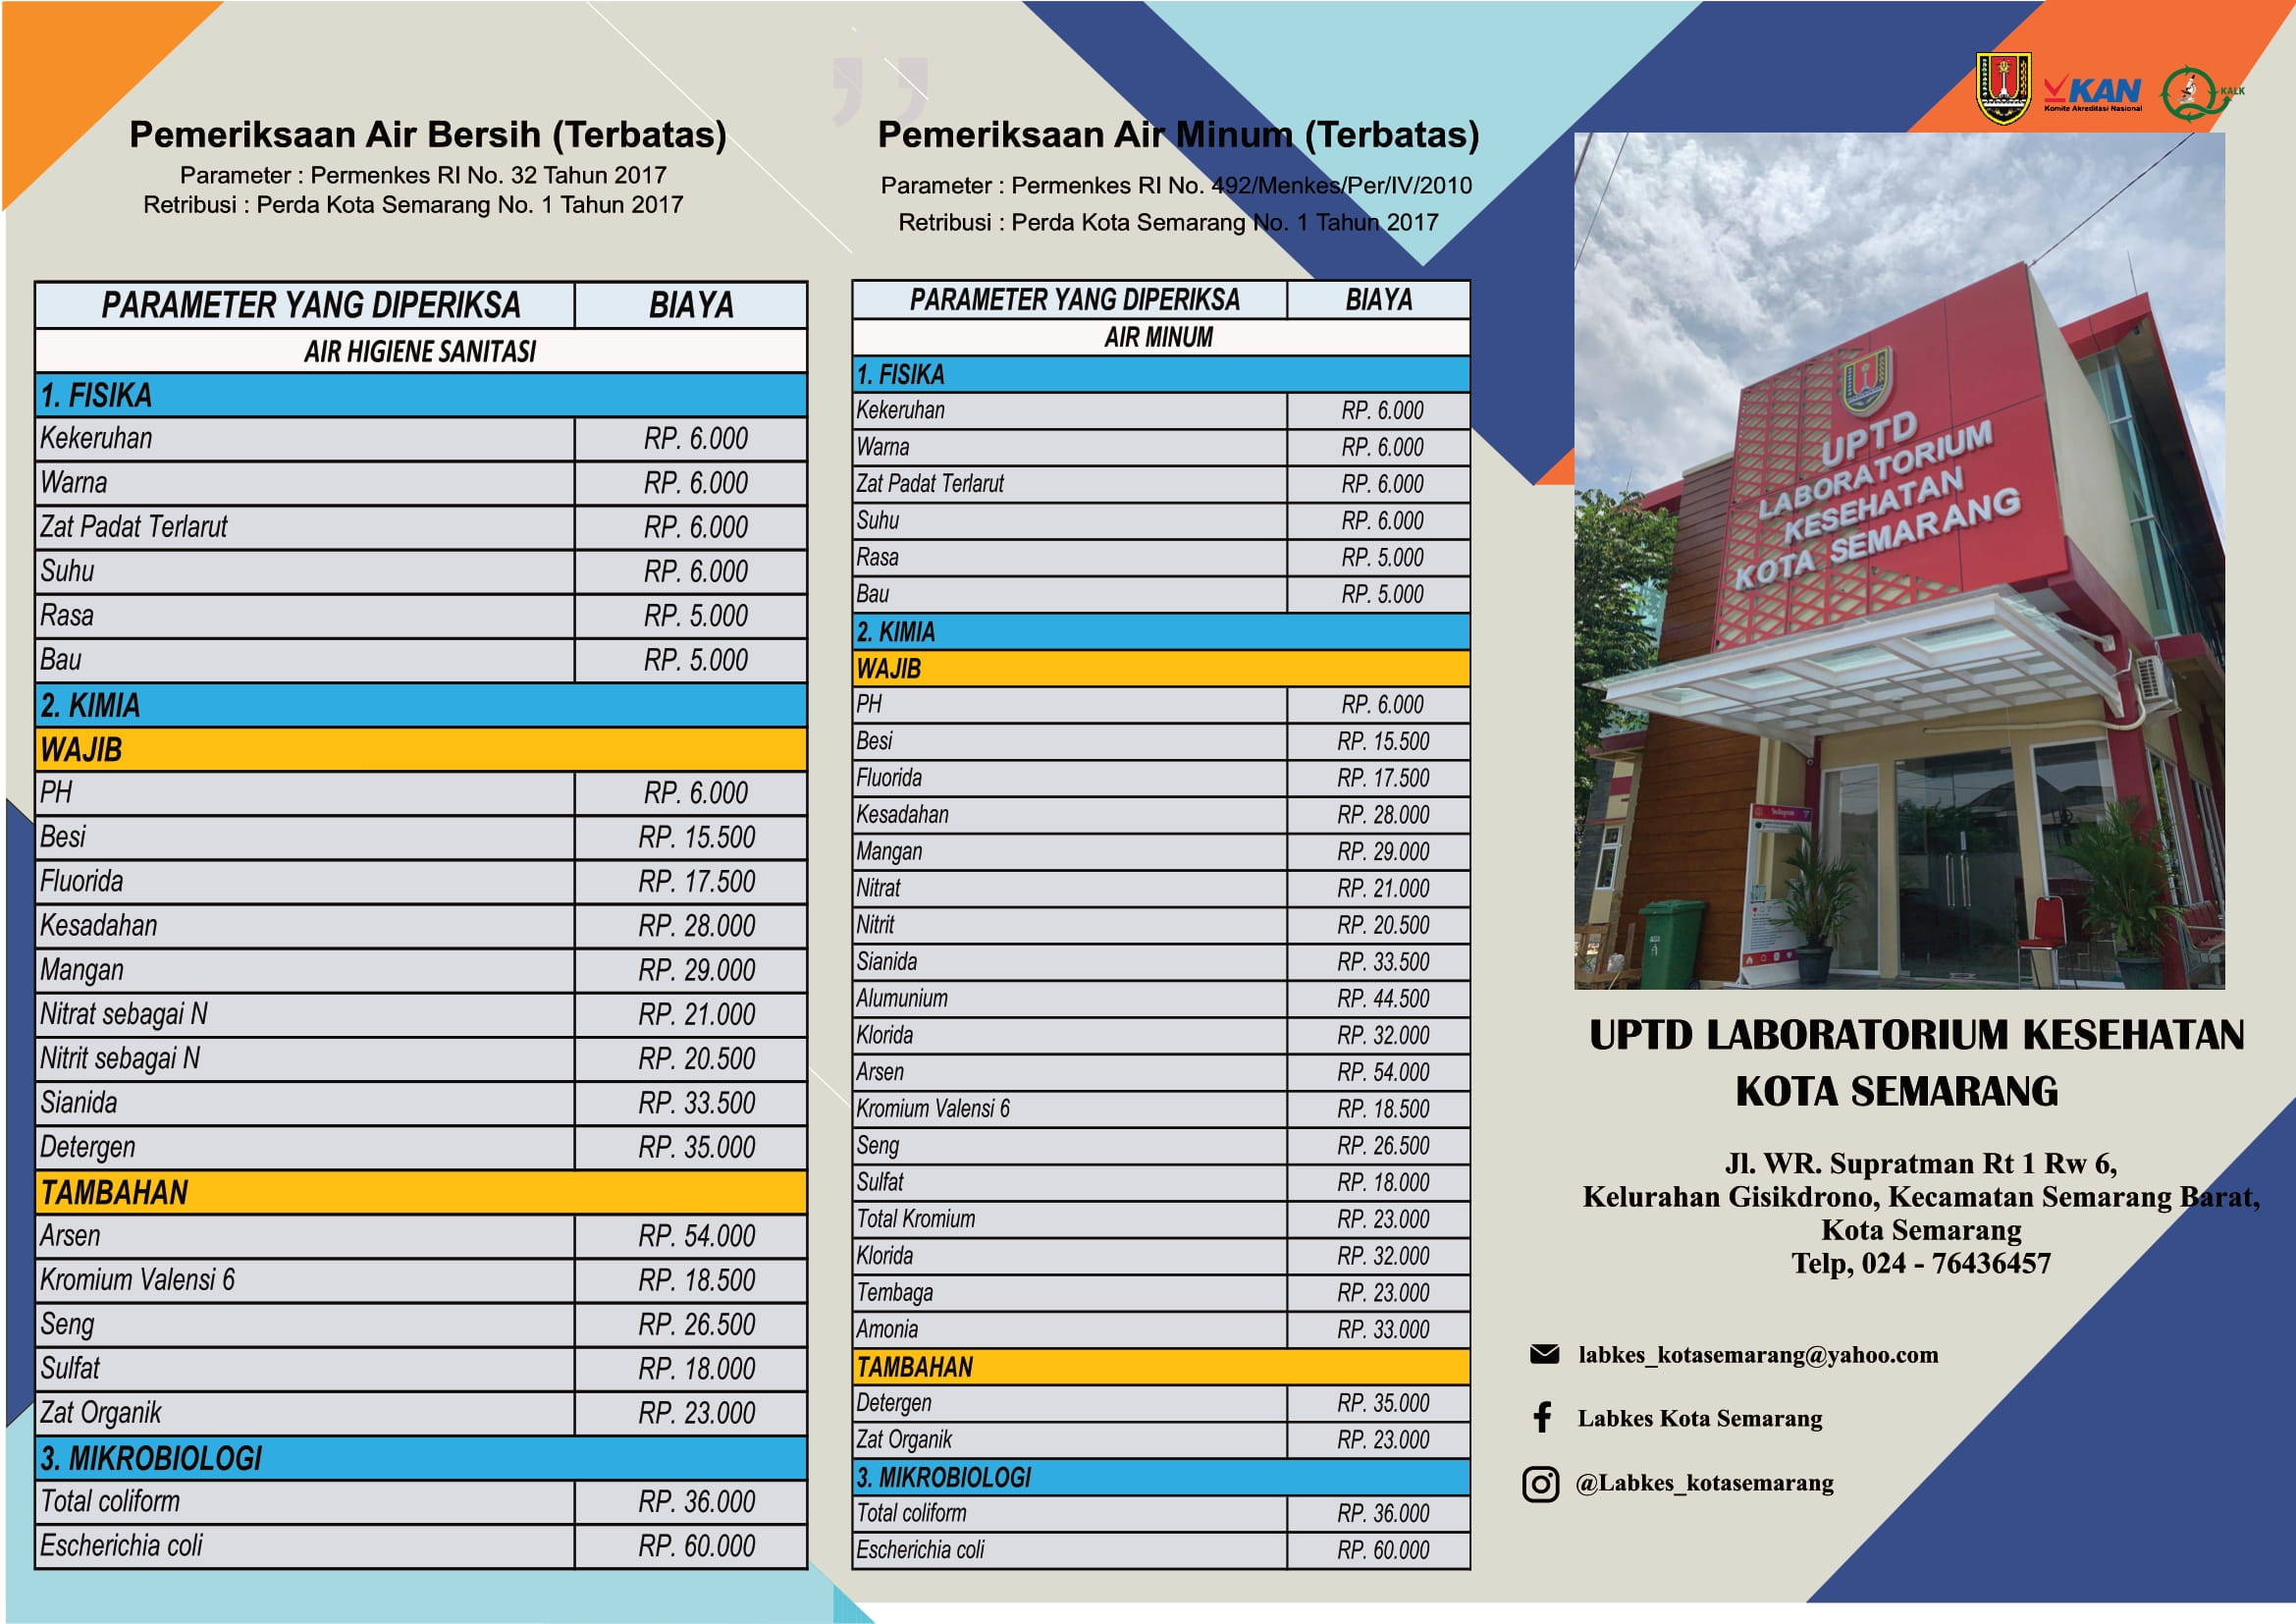 Pemeriksaan Air Bersih (Terbatas)
Parameter : Permenkes RI No. 32 Tahun 2017
Retribusi : Perda Kota Semarang No. 1 Tahun 2017
PARAMETER YANG DIPERIKSA BIAYA
AIR HIGIENE SANITASI
1. FISIKA
Kekeruhan RP. 6.000
Warna RP. 6.000
Zat Padat Terlarut RP. 6.000
Suhu RP. 6.000
Rasa RP. 5.000
Bau RP. 5.000
2. KIMIA
WAJIB
PH RP. 6.000
Besi RP. 15.500
Fluorida RP. 17.500
Kesadahan RP. 28.000
Mangan RP. 29.000
Nitrat sebagai N RP. 21.000
Nitrit sebagai N RP. 20.500
Sianida RP. 33.500
Detergen RP. 35.000
TAMBAHAN
Arsen RP. 54.000
Kromium Valensi 6 RP. 18.500
Seng RP. 26.500
Sulfat RP. 18.000
Zat Organik RP. 23.000
3. MIKROBIOLOGI
Total coliform RP. 36.000
Escherichia coli RP. 60.000
Pemeriksaan Air Minum (Terbatas)
Parameter : Permenkes RI No. 492/Menkes/Per/IV/2010
Retribusi : Perda Kota Semarang No. 1 Tahun 2017
PARAMETER YANG DIPERIKSA BIAYA
AIR MINUM
1. FISIKA
Kekeruhan RP. 6.000
Warna RP. 6.000
Zat Padat Terlarut RP. 6.000
Suhu RP. 6.000
Rasa RP. 5.000
Bau RP. 5.000
2. KIMIA
WAJIB
PH RP. 6.000
Besi RP. 15.500
Fluorida RP. 17.500
Kesadahan RP. 28.000
Mangan RP. 29.000
Nitrat RP. 21.000
Nitrit RP. 20.500
Sianida RP. 33.500
Alumunium RP. 44.500
Klorida RP. 32.000
Arsen RP. 54.000
Kromium Valensi 6 RP. 18.500
Seng RP. 26.500
Sulfat RP. 18.000
Total Kromium RP. 23.000
Klorida RP. 32.000
Tembaga RP. 23.000
Amonia RP. 33.000
TAMBAHAN
Detergen RP. 35.000
Zat Organik RP. 23.000
3. MIKROBIOLOGI
Total coliform RP. 36.000
Escherichia coli RP. 60.000
KAN
Komite Akreditasi Nasional
KALK
UPTD
LABORATORIUM
KESEHATAN
KOTA SEMARANG
UPTD LABORATORIUM KESEHATAN
KOTA SEMARANG
Jl. WR. Supratman Rt 1 Rw 6,
Kelurahan Gisikdrono, Kecamatan Semarang Barat,
Kota Semarang
Telp, 024 - 76436457
labkes_kotasemarang@yahoo.com
Labkes Kota Semarang
@Labkes_kotasemarang